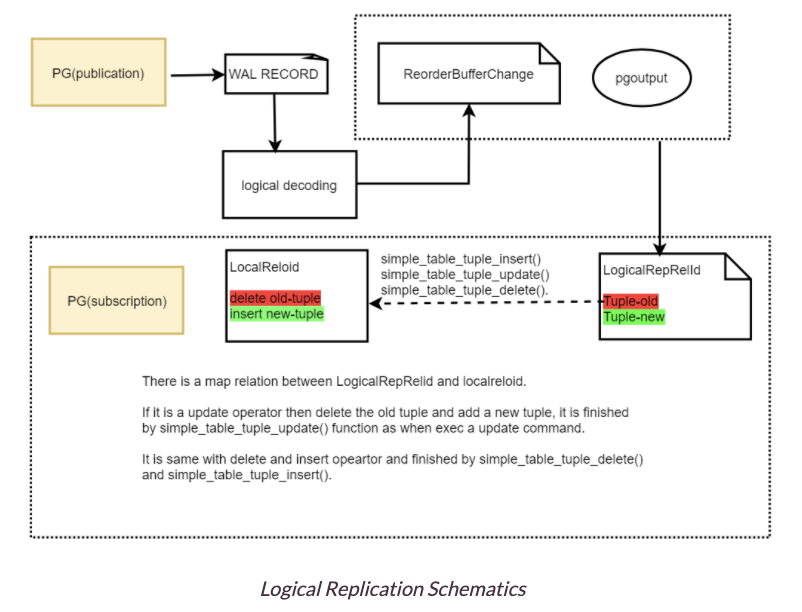 PG(publication)
WAL RECORD
ReorderBufferChange
pgoutput
logical decoding
PG(subscription)
LocalReloid
delete old-tuple
insert new-tuple
simple_table_tuple_insert()
simple_table_tuple_update()
simple_table_tuple_delete().
LogicalRepRelId
Tuple-old
Tuple-new
There is a map relation between LogicalRepRelid and localreloid.
If it is a update operator then delete the old tuple and add a new tuple, it is finished
by simple_table_tuple_update() function as when exec a update command.
It is same with delete and insert opeartor and finished by simple_table_tuple_delete()
and simple_table_tuple_insert().
Logical Replication Schematics